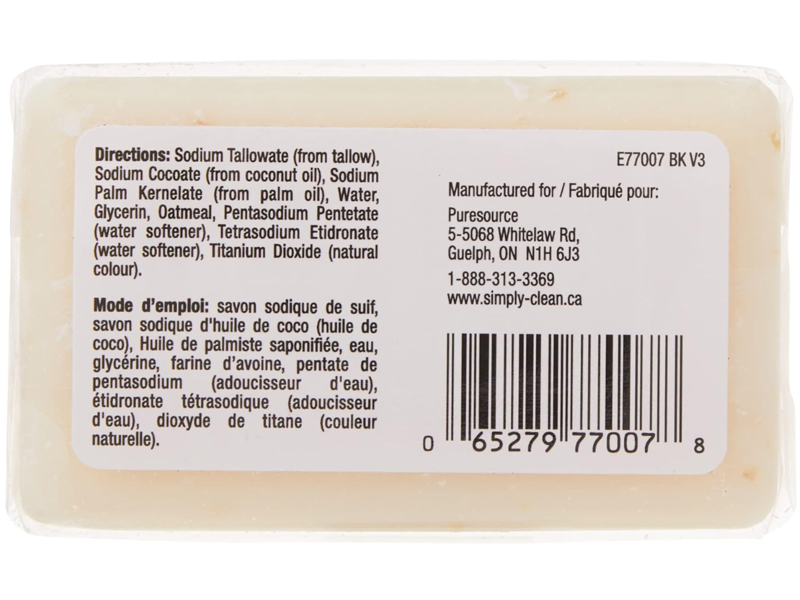 Directions: Sodium Tallowate (from tallow),
Sodium Cocoate (from coconut oil), Sodium
Palm Kernelate (from palm oil), Water,
Glycerin, Oatmeal, Pentasodium Pentetate
(water softener), Tetrasodium Etidronate
(water softener), Titanium Dioxide (natural
colour).
Mode d'emploi: savon sodique de suif,
savon sodique d'huile de coco (huile de
coco), Huile de palmiste saponifiée, eau,
glycérine, farine d'avoine, pentate de
pentasodium (adoucisseur d'eau),
étidronate tétrasodique (adoucisseur
d'eau), dioxyde de titane (couleur
naturelle).
E77007 BK V3
Manufactured for / Fabriqué pour:
Puresource
5-5068 Whitelaw Rd,
Guelph, ON N1H 6J3
1-888-313-3369
www.simply-clean.ca
0 65279 77007 8